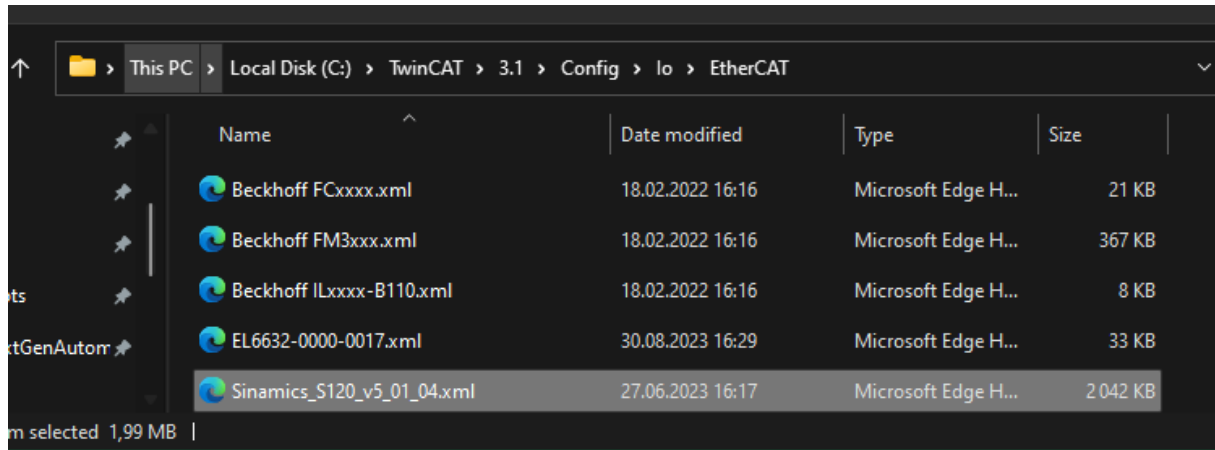 This PC > Local Disk (C:) > TwinCAT > 3.1 > Config > Io > EtherCAT
Name Date modified Type Size
Beckhoff FCxxxx.xml 18.02.2022 16:16 Microsoft Edge H... 21 KB
Beckhoff FM3xxx.xml 18.02.2022 16:16 Microsoft Edge H... 367 KB
Beckhoff ILxxxx-B110.xml 18.02.2022 16:16 Microsoft Edge H... 8 KB
ots
EL6632-0000-0017.xml 30.08.2023 16:29 Microsoft Edge H... 33 KB
xtGenAutom
Sinamics_S120_v5_01_04.xml 27.06.2023 16:17 Microsoft Edge H... 2 042 KB
m selected 1,99 MB